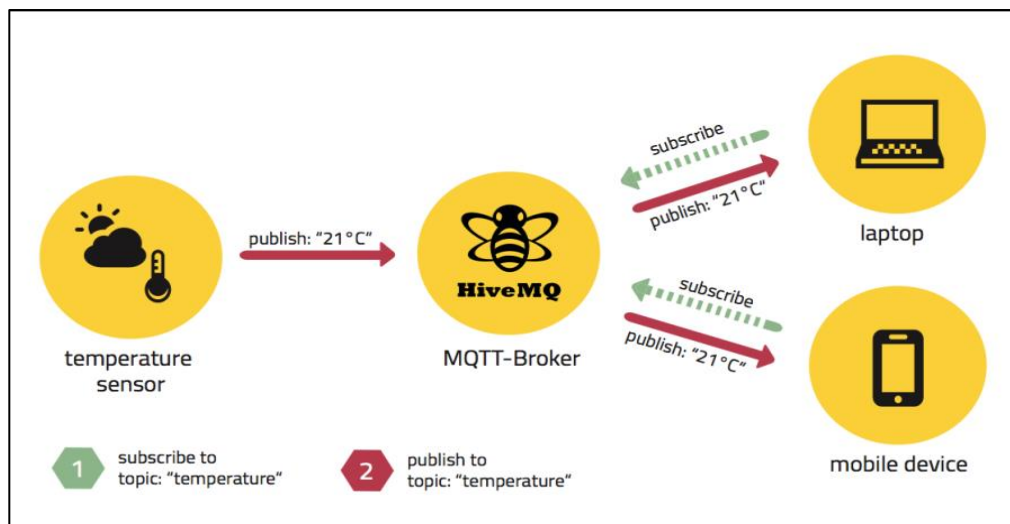 subscribe
publish: "21°C"
laptop
publish: "21°C"
HiveMQ
subscribe
publish: "21°C"
temperature
sensor
MQTT-Broker
mobile device
1
subscribe to
topic: "temperature"
2
publish to
topic: "temperature"